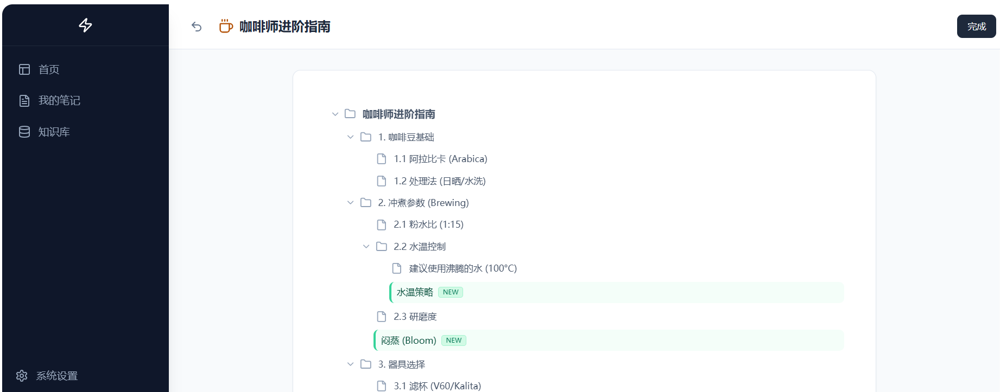 咖啡师进阶指南
完成
首页
我的笔记
知识库
系统设置
咖啡师进阶指南
1. 咖啡豆基础
1.1 阿拉比卡 (Arabica)
1.2 处理法 (日晒/水洗)
2. 冲煮参数 (Brewing)
2.1 粉水比 (1:15)
2.2 水温控制
建议使用沸腾的水 (100°C)
水温策略 NEW
2.3 研磨度
闷蒸 (Bloom) NEW
3. 器具选择
3.1 滤杯 (V60/Kalita)